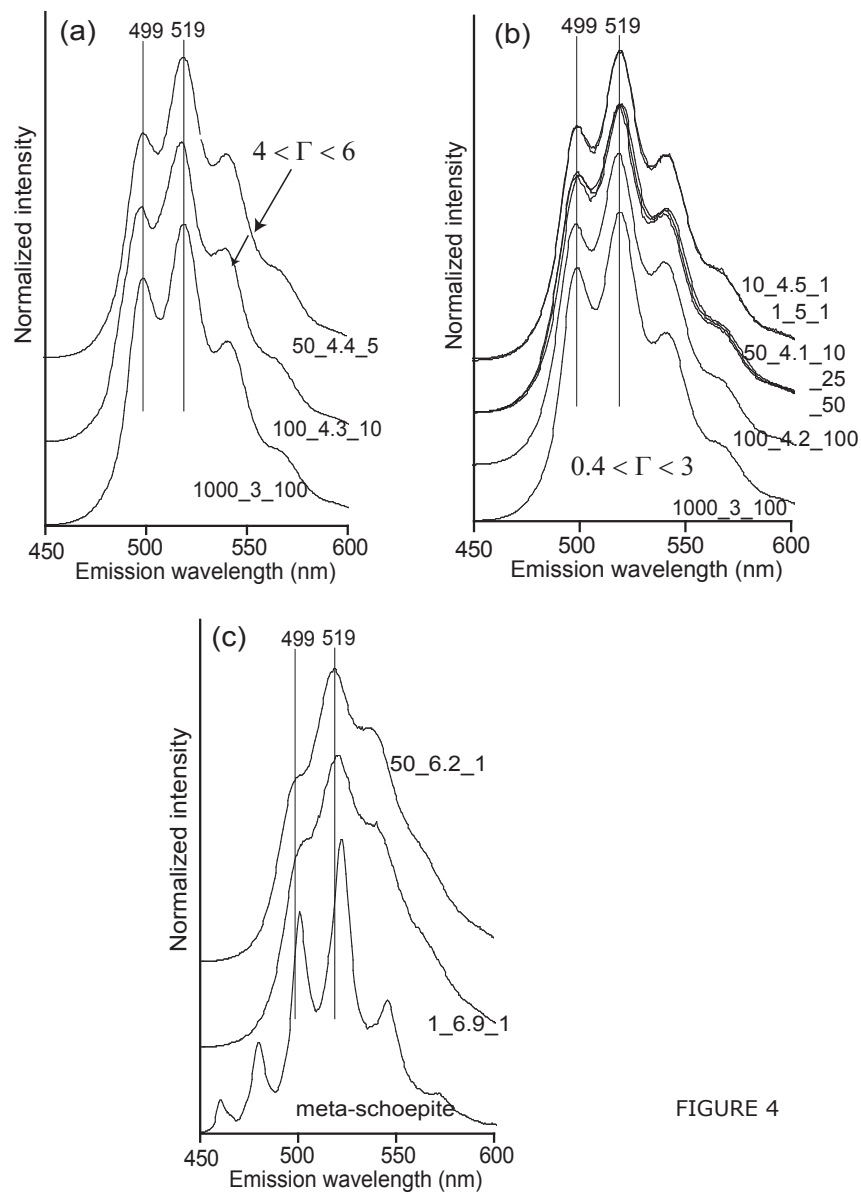 (a)
499 519
Normalized intensity
4 < Γ < 6
50_4.4_5
100_4.3_10
1000_3_100
450 500 550 600
Emission wavelength (nm)
(b)
499 519
Normalized intensity
10_4.5_1
1_5_1
50_4.1_10
_25
_50
100_4.2_100
0.4 < Γ < 3
1000_3_100
450 500 550 600
Emission wavelength (nm)
(c)
499 519
Normalized intensity
50_6.2_1
1_6.9_1
meta-schoepite
450 500 550 600
Emission wavelength (nm)
FIGURE 4